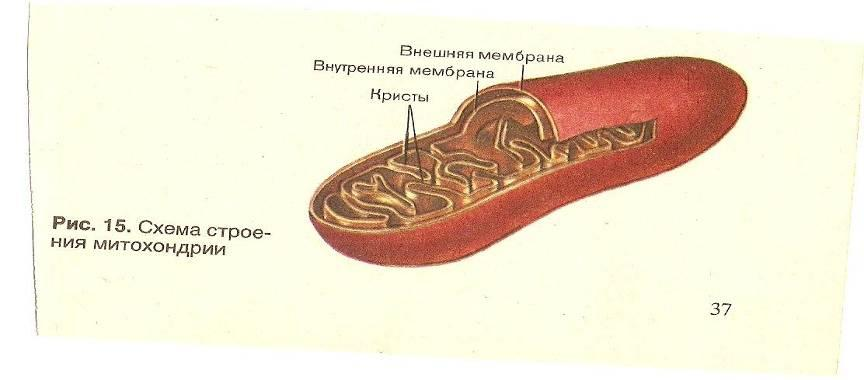 Внешняя мембрана
Внутренняя мембрана
Кристы
Рис. 15. Схема строе-
ния митохондрии
37